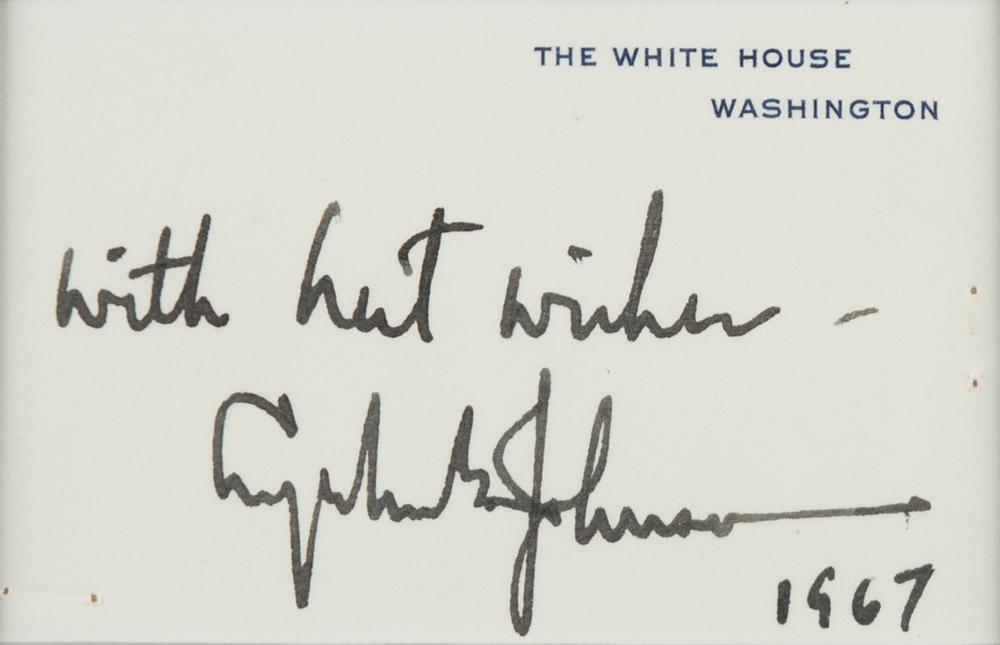 THE WHITE HOUSE
WASHINGTON
with best wishes -
Lyndon B Johnson
1967